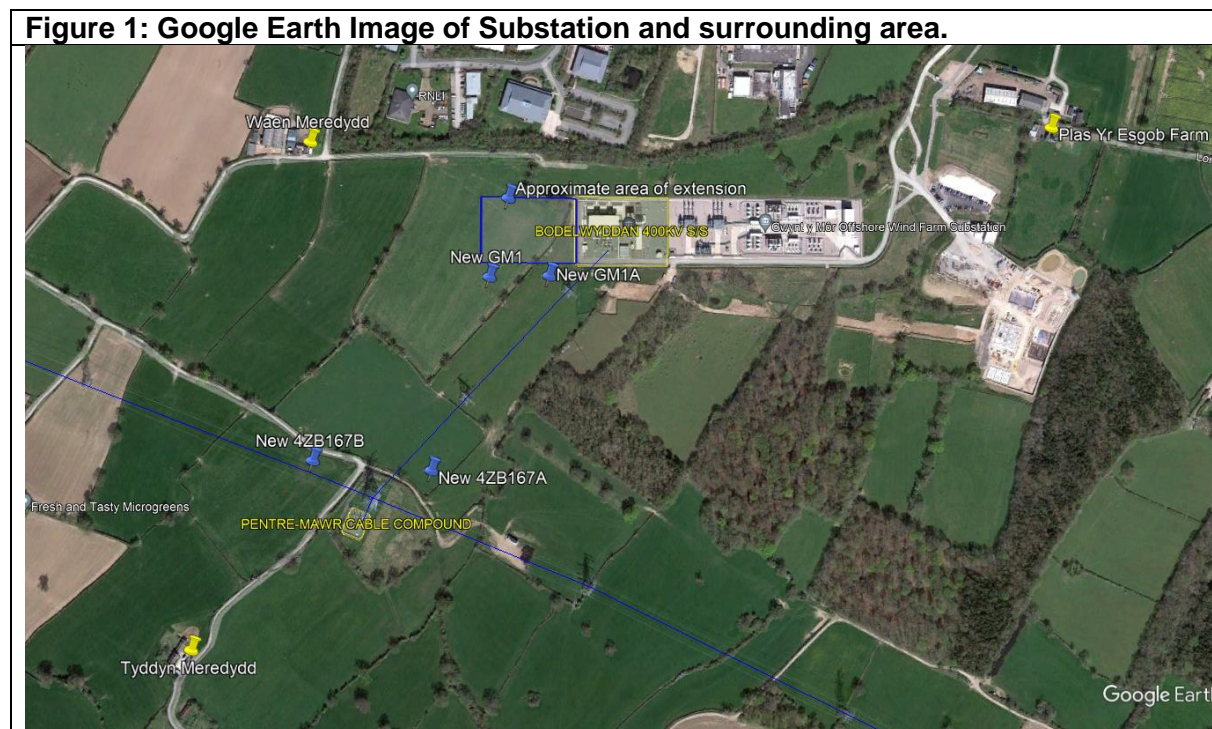 Figure 1: Google Earth Image of Substation and surrounding area.
RNLI
Waen Meredydd
Plas Yr Esgob Farm
Approximate area of extension
BODELWYDDAN 400KV S/S
Gwynt y Môr Offshore Wind Farm Substation
New GM1
New GM1A
New 4ZB167B
New 4ZB167A
Fresh and Tasty Microgreens
PENTRE-MAWR CABLE COMPOUND
Tyddyn Meredydd
Google Eart